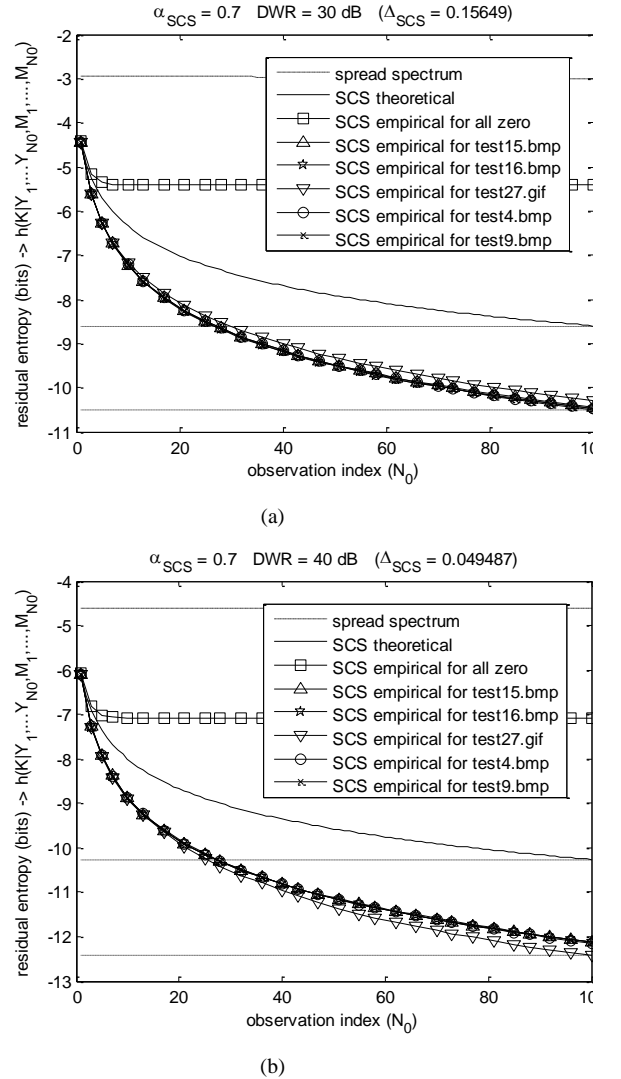 α_SCS = 0.7 DWR = 30 dB (Δ_SCS = 0.15649)
-2
-3
-4
-5
-6
-7
-8
-9
-10
-11
residual entropy (bits) -> h(K|Y_1,...Y_N0,M_1,...,M_N0)
spread spectrum
SCS theoretical
SCS empirical for all zero
SCS empirical for test15.bmp
SCS empirical for test16.bmp
SCS empirical for test27.gif
SCS empirical for test4.bmp
SCS empirical for test9.bmp
0 20 40 60 80 10
observation index (N_0)
(a)
α_SCS = 0.7 DWR = 40 dB (Δ_SCS = 0.049487)
-4
-5
-6
-7
-8
-9
-10
-11
-12
-13
residual entropy (bits) -> h(K|Y_1,...Y_N0,M_1,...,M_N0)
spread spectrum
SCS theoretical
SCS empirical for all zero
SCS empirical for test15.bmp
SCS empirical for test16.bmp
SCS empirical for test27.gif
SCS empirical for test4.bmp
SCS empirical for test9.bmp
0 20 40 60 80 10
observation index (N_0)
(b)